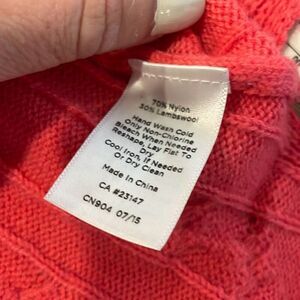 70% Nylon
30% Lambswool
Hand Wash Cold
Only Non-Chlorine
Bleach When Needed
Reshape, Lay Flat To
Dry
Cool Iron, If Needed
Or Dry Clean
Made In China
CA #23147
CN904 07/15